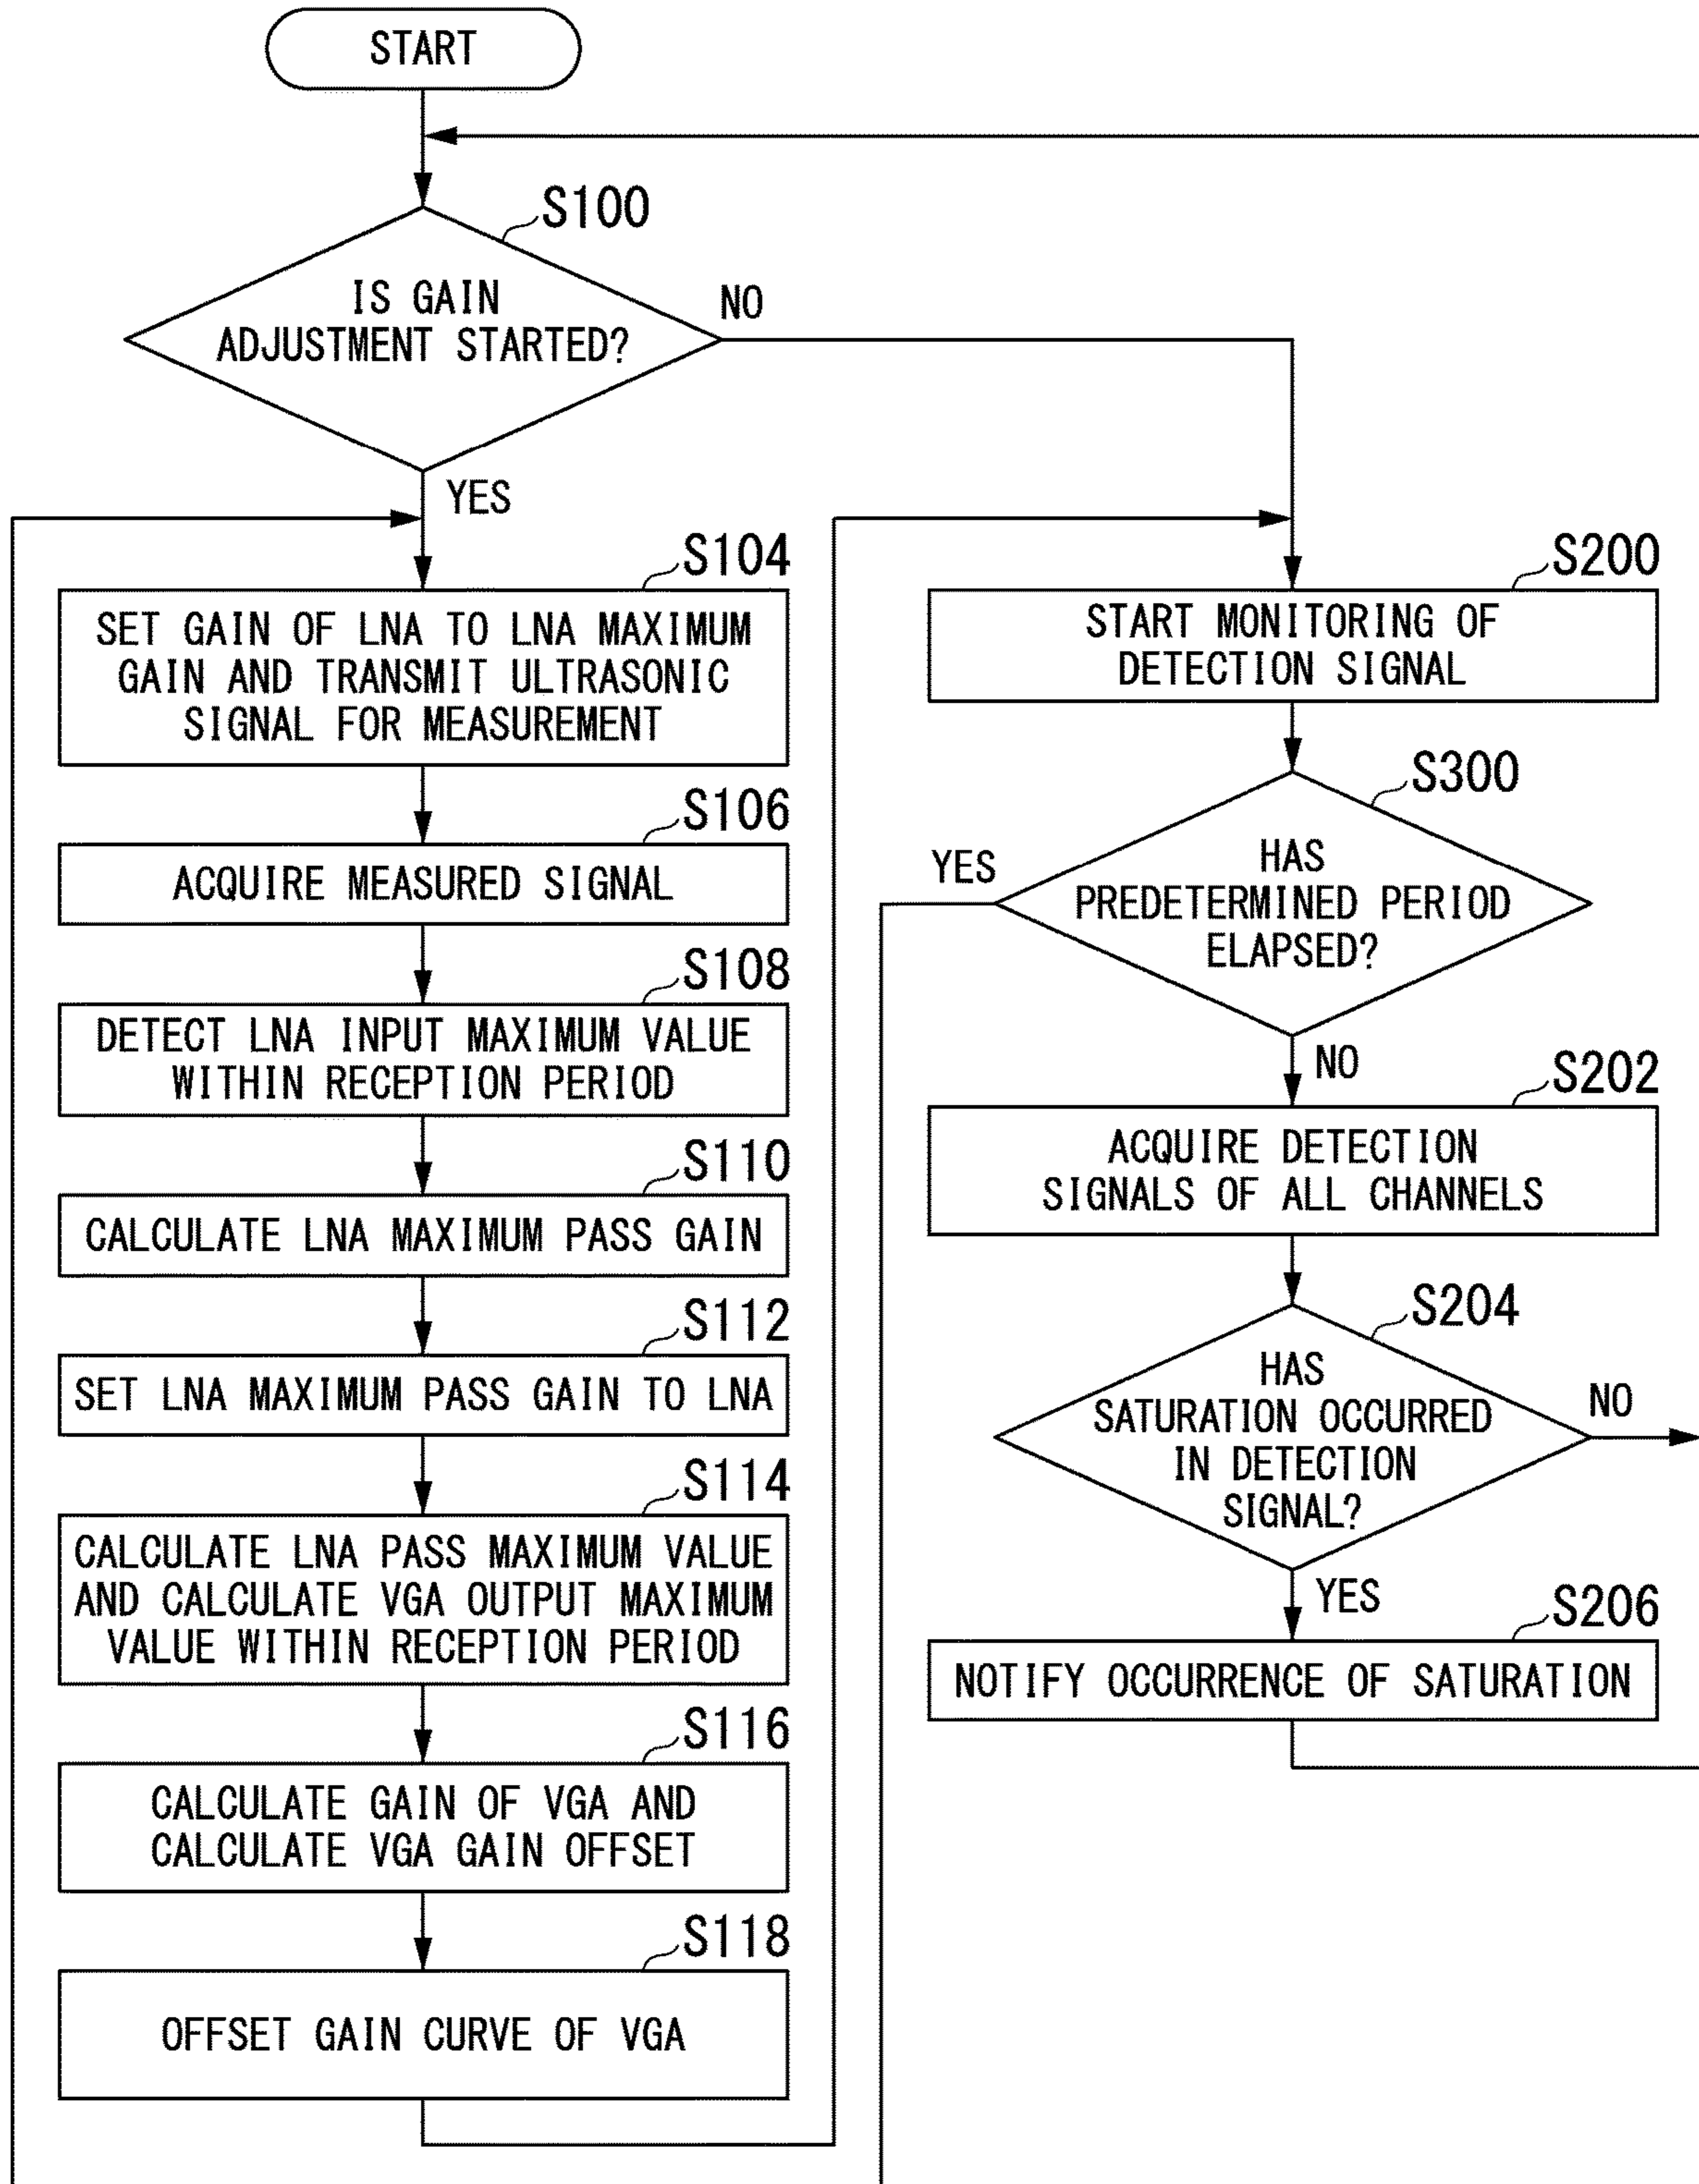 START
S100
IS GAIN
ADJUSTMENT STARTED?
NO
YES
S104
SET GAIN OF LNA TO LNA MAXIMUM
GAIN AND TRANSMIT ULTRASONIC
SIGNAL FOR MEASUREMENT
S106
ACQUIRE MEASURED SIGNAL
S108
DETECT LNA INPUT MAXIMUM VALUE
WITHIN RECEPTION PERIOD
S110
CALCULATE LNA MAXIMUM PASS GAIN
S112
SET LNA MAXIMUM PASS GAIN TO LNA
S114
CALCULATE LNA PASS MAXIMUM VALUE
AND CALCULATE VGA OUTPUT MAXIMUM
VALUE WITHIN RECEPTION PERIOD
S116
CALCULATE GAIN OF VGA AND
CALCULATE VGA GAIN OFFSET
S118
OFFSET GAIN CURVE OF VGA
S200
START MONITORING OF
DETECTION SIGNAL
S300
HAS
PREDETERMINED PERIOD
ELAPSED?
YES
NO
S202
ACQUIRE DETECTION
SIGNALS OF ALL CHANNELS
S204
HAS
SATURATION OCCURRED
IN DETECTION
SIGNAL?
NO
YES
S206
NOTIFY OCCURRENCE OF SATURATION